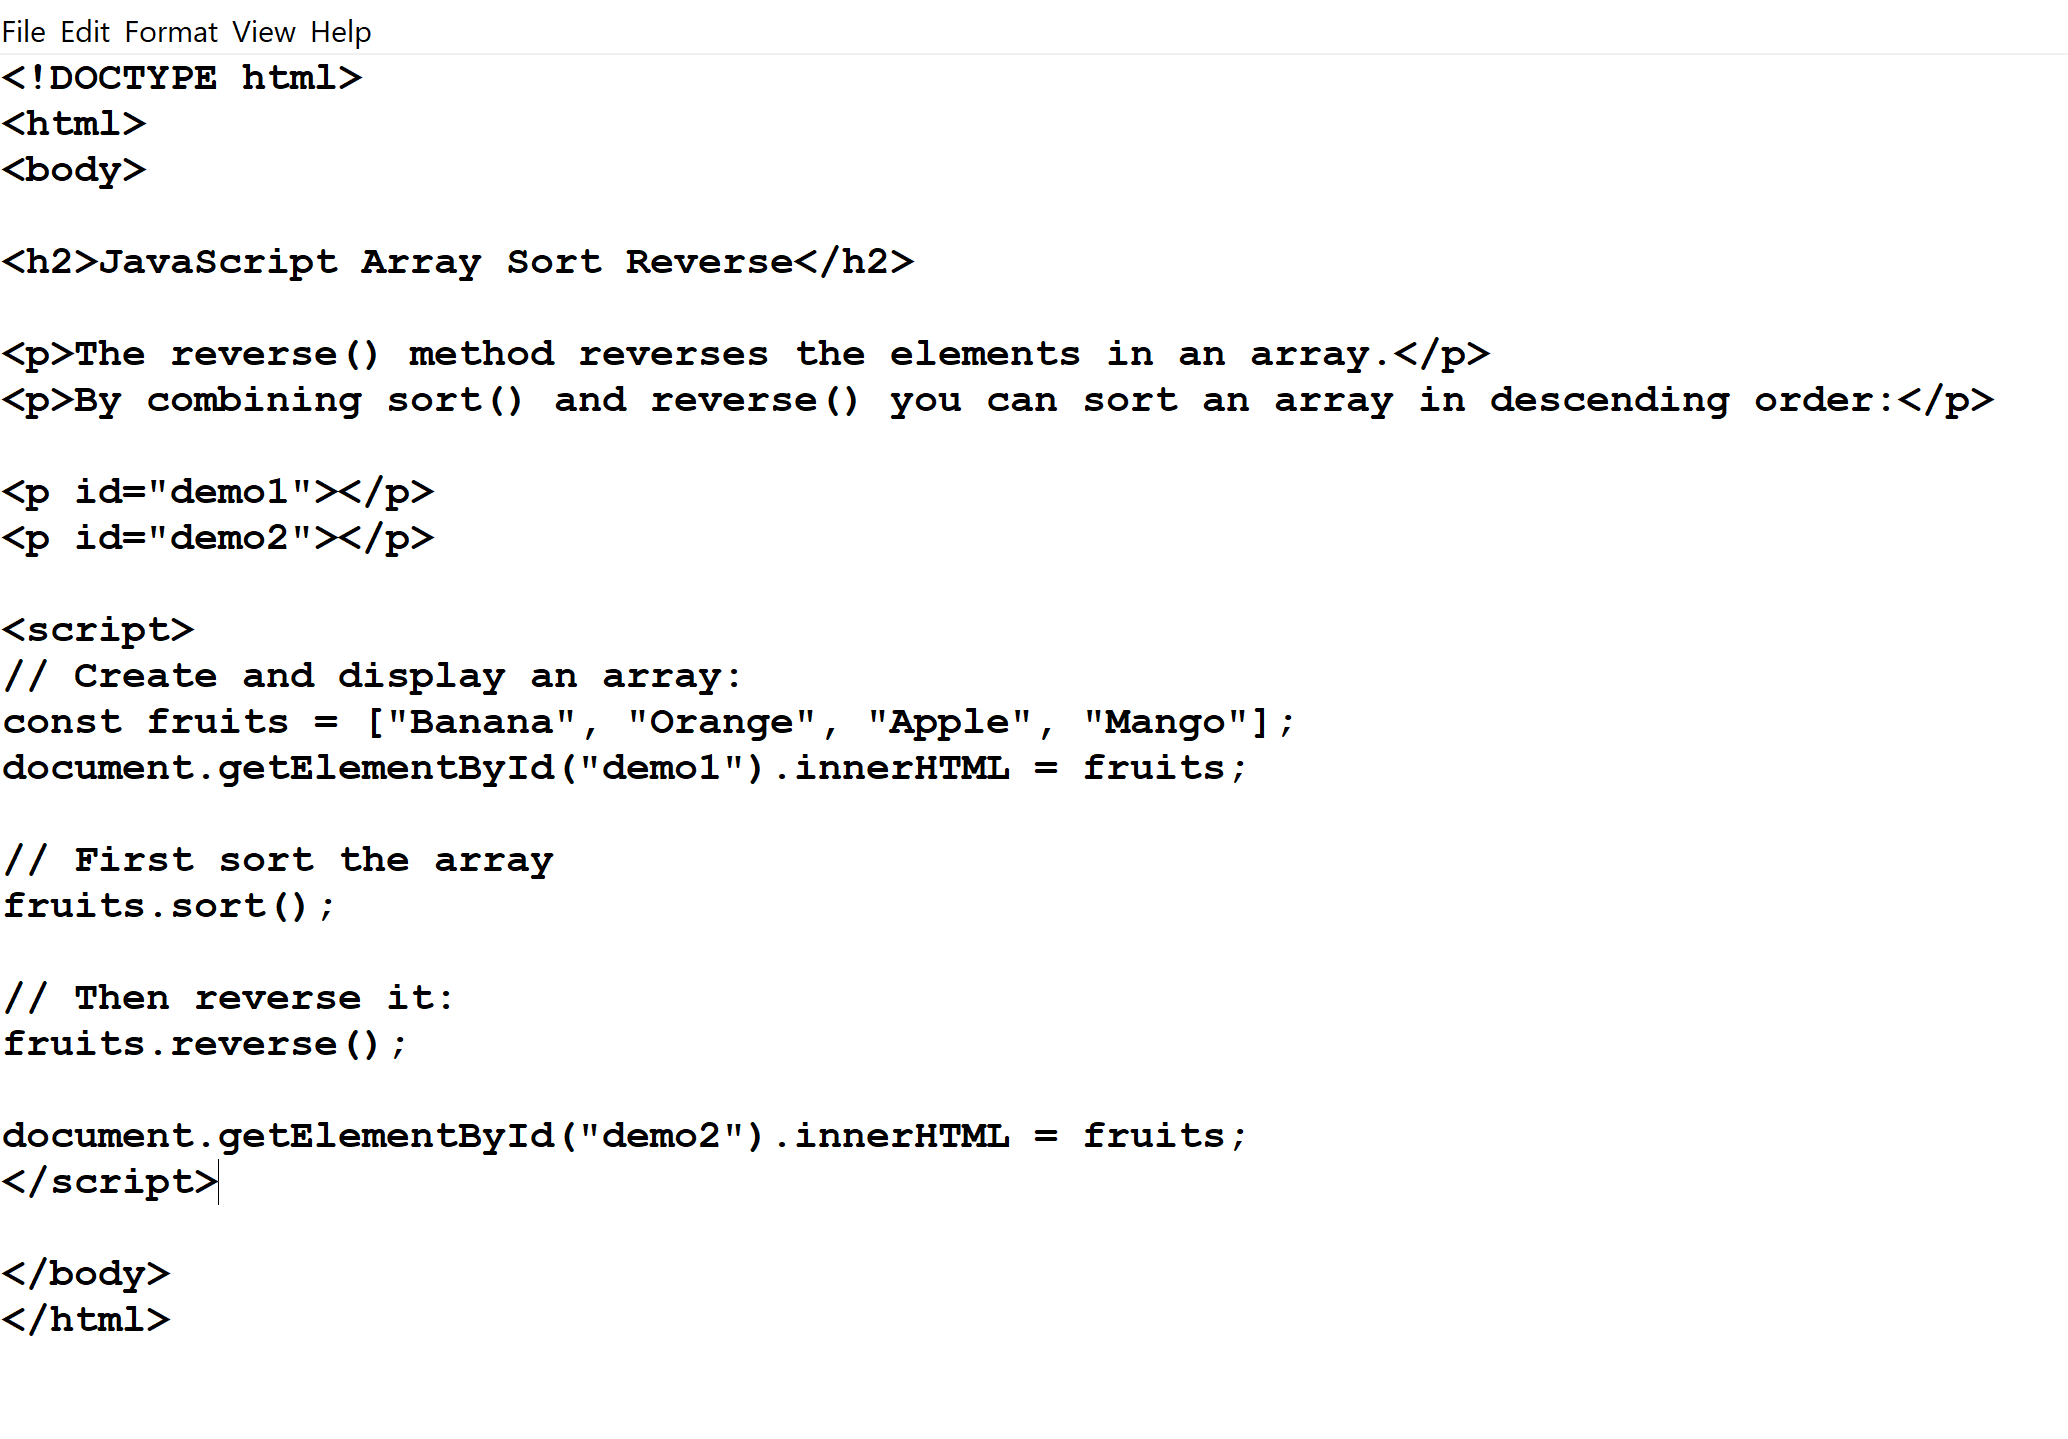 File Edit Format View Help
<!DOCTYPE html>
<html>
<body>
<h2>JavaScript Array Sort Reverse</h2>
<p>The reverse() method reverses the elements in an array.</p>
<p>By combining sort() and reverse() you can sort an array in descending order:</p>
<p id="demo1"></p>
<p id="demo2"></p>
<script>
// Create and display an array:
const fruits = ["Banana", "Orange", "Apple", "Mango"];
document.getElementById("demo1").innerHTML = fruits;
// First sort the array
fruits.sort();
// Then reverse it:
fruits.reverse();
document.getElementById("demo2").innerHTML = fruits;
</script>
</body>
</html>